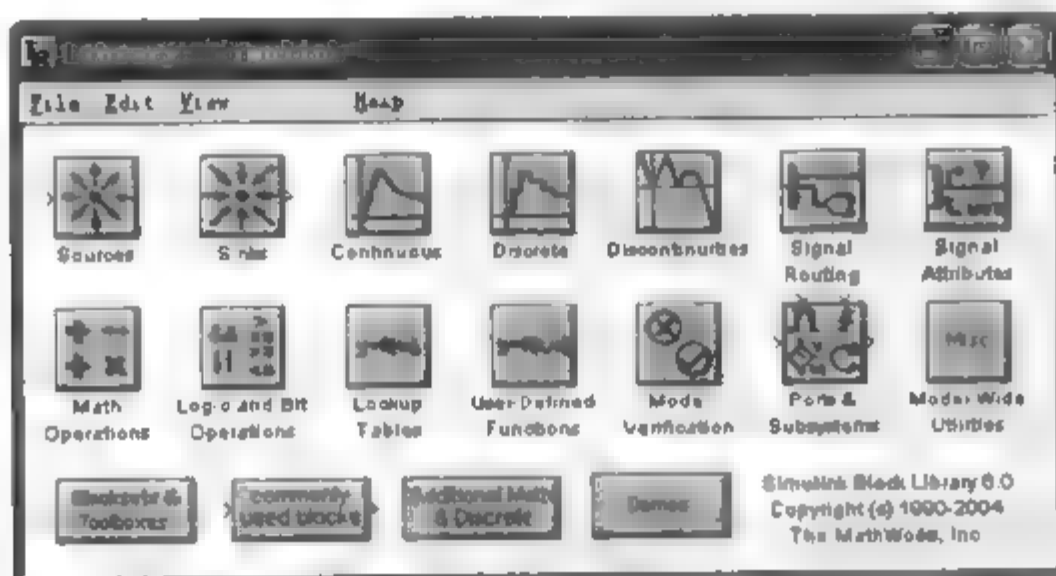 File Edit View Help
Sources Sinks Continuous Discrete Discontinuities Signal Routing Signal Attributes
Math Operations Logic and Bit Operations Lookup Tables User-Defined Functions Model Verification Ports & Subsystems Model-Wide Utilities
Misc
Blocksets & Toolboxes
Commonly used blocks
Additional Math & Discrete
Demos
Simulink Block Library 6.0
Copyright (c) 1990-2004
The MathWorks, Inc